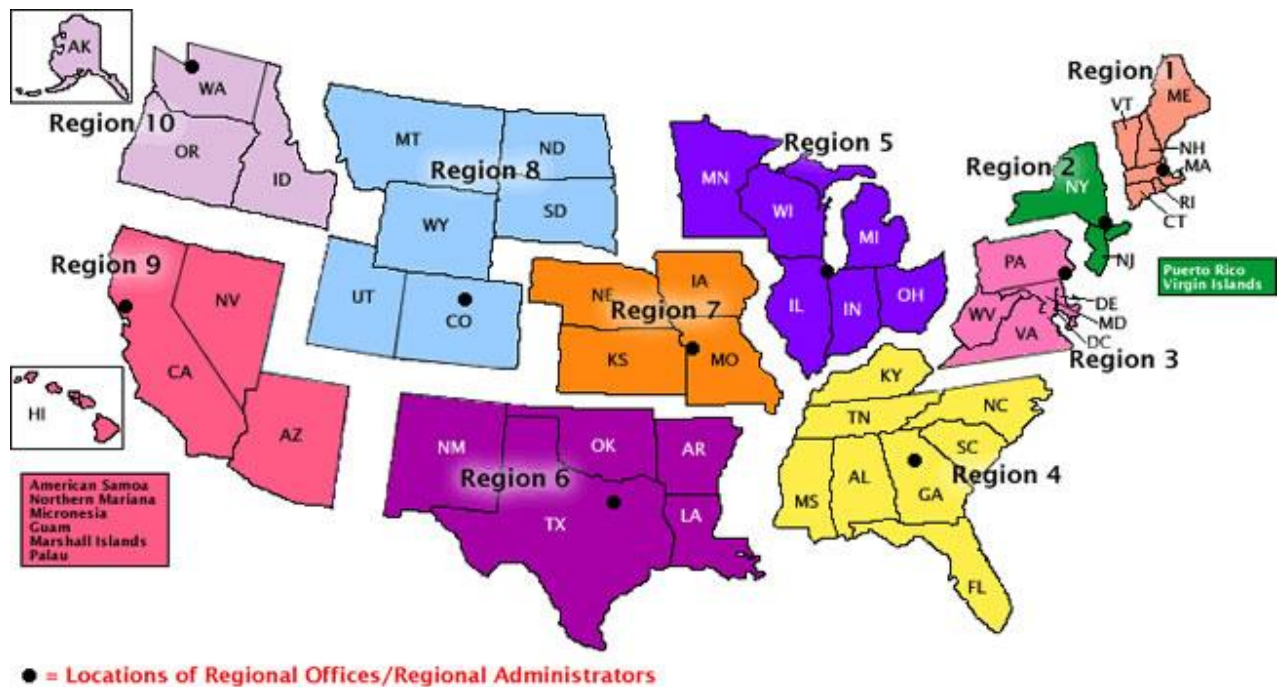 AK
WA
Region 10
OR
ID
MT
ND
Region 8
SD
WY
UT
CO
Region 9
NV
CA
AZ
HI
American Samoa
Northern Mariana
Micronesia
Guam
Marshall Islands
Palau
NE
IA
Region 7
KS
MO
NM
OK
AR
Region 6
TX
LA
Region 5
MN
WI
MI
IL
IN
OH
KY
TN
NC
SC
Region 4
MS
AL
GA
FL
Region 1
ME
VT
NH
MA
RI
CT
Region 2
NY
NJ
Puerto Rico
Virgin Islands
PA
DE
MD
DC
WV
VA
Region 3
= Locations of Regional Offices/Regional Administrators